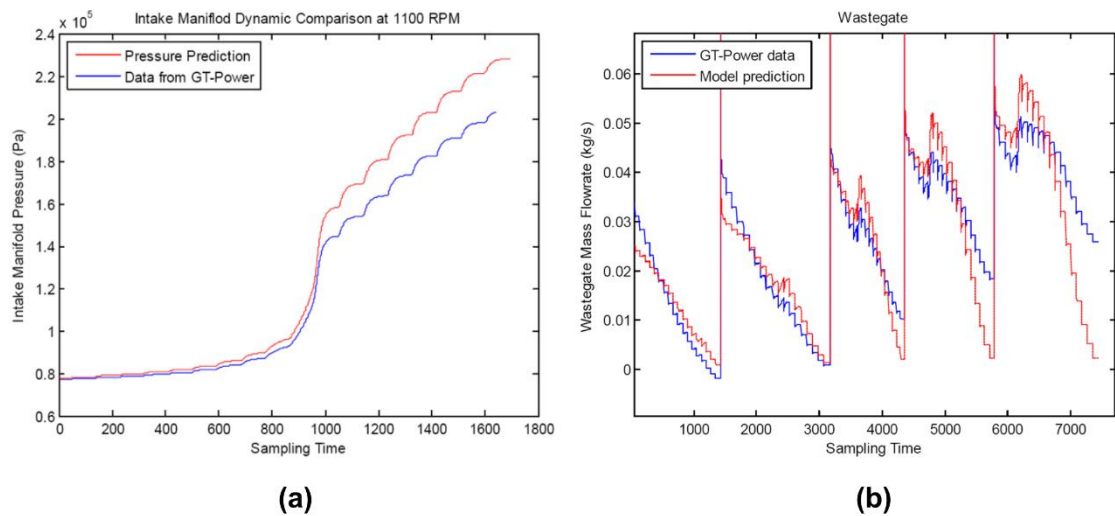 Intake Maniflod Dynamic Comparison at 1100 RPM
x 10⁵
2.4
2.2
2
1.8
1.6
1.4
1.2
1
0.8
0.6
Pressure Prediction
Data from GT-Power
Intake Manifold Pressure (Pa)
0 200 400 600 800 1000 1200 1400 1600 1800
Sampling Time
(a)
Wastegate
GT-Power data
Model prediction
0.06
0.05
0.04
0.03
0.02
0.01
0
Wastegate Mass Flowrate (kg/s)
1000 2000 3000 4000 5000 6000 7000
Sampling Time
(b)